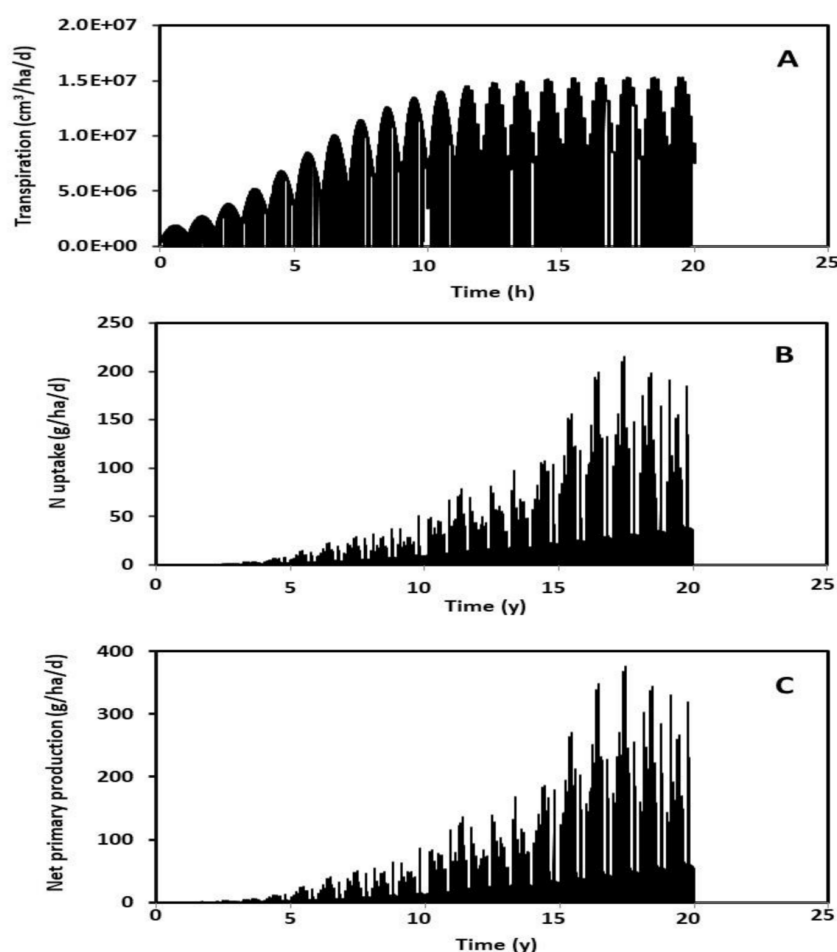 2.0E+07
A
1.5E+07
1.0E+07
5.0E+06
0.0E+00
Transpiration (cm³/ha/d)
0 5 10 15 20 25
Time (h)
250
B
200
150
100
50
0
N uptake (g/ha/d)
0 5 10 15 20 25
Time (y)
400
C
300
200
100
0
Net primary production (g/ha/d)
0 5 10 15 20 25
Time (y)